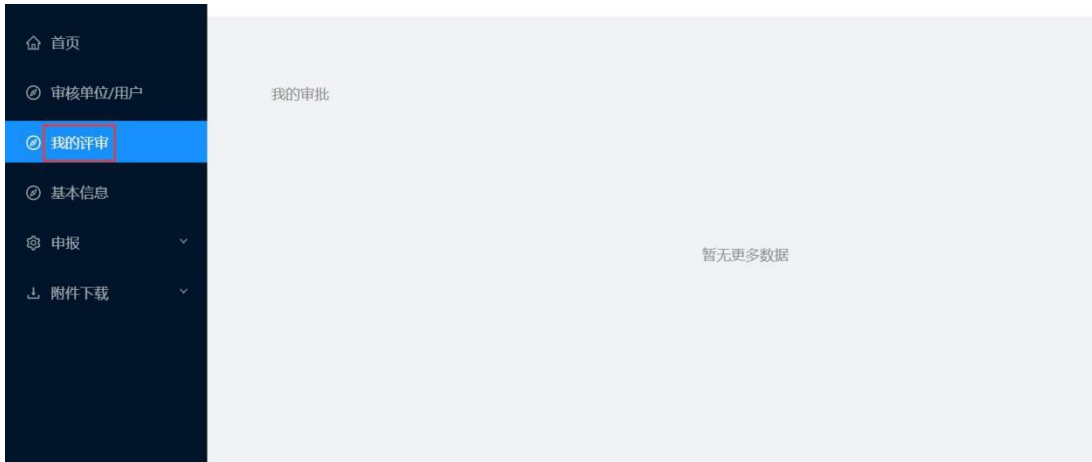 首页
审核单位/用户
我的评审
基本信息
申报
附件下载
我的审批
暂无更多数据